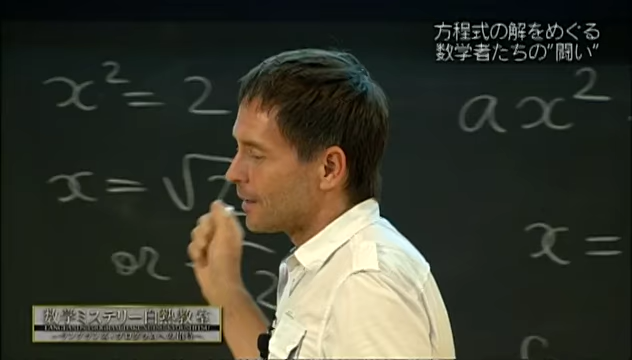 方程式の解をめぐる
数学者たちの"闘い"
x² = 2
ax²
x = √2
x =
or
数学ミステリー白熱教室